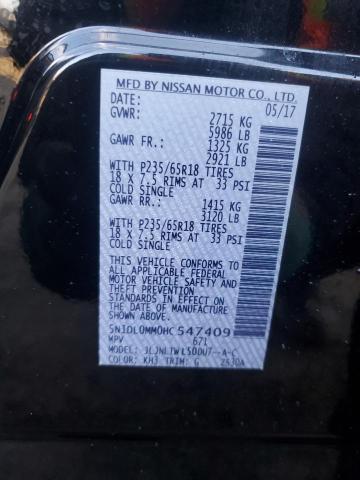 MFD BY NISSAN MOTOR CO., LTD.
DATE: 05/17
GVWR: 2715 KG
5986 LB
GAWR FR.: 1325 KG
2921 LB
WITH P235/65R18 TIRES
18 X 7.5 RIMS AT 33 PSI
COLD SINGLE
GAWR RR.: 1415 KG
3120 LB
WITH P235/65R18 TIRES
18 X 7.5 RIMS AT 33 PSI
COLD SINGLE
THIS VEHICLE CONFORMS TO
ALL APPLICABLE FEDERAL
MOTOR VEHICLE SAFETY AND
THEFT PREVENTION
STANDARDS IN EFFECT ON
THE DATE OF MANUFACTURE
SHOWN ABOVE
5N1DL0MM0HC547409
MPV 671
MODEL:
COLOR: KH3 TRIM: G